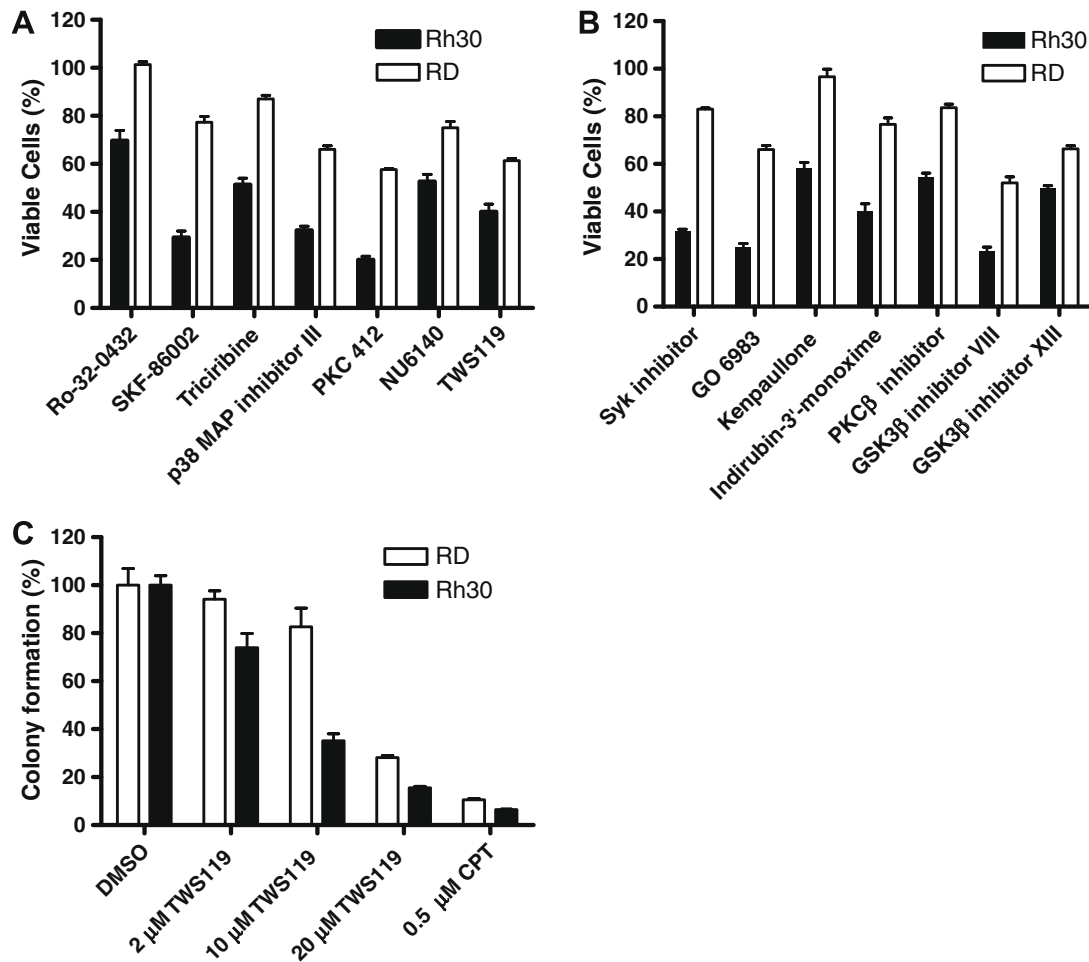 A
Viable Cells (%)
120
100
80
60
40
20
0
Rh30
RD
Ro-32-0432
SKF-86002
Triciribine
p38 MAP inhibitor III
PKC 412
NU6140
TWS119
B
Viable Cells (%)
120
100
80
60
40
20
0
Rh30
RD
Syk inhibitor
GO 6983
Kenpaullone
Indirubin-3'-monoxime
PKCβ inhibitor
GSK3β inhibitor VIII
GSK3β inhibitor XIII
C
Colony formation (%)
120
100
80
60
40
20
0
RD
Rh30
DMSO
2 μM TWS119
10 μM TWS119
20 μM TWS119
0.5 μM CPT